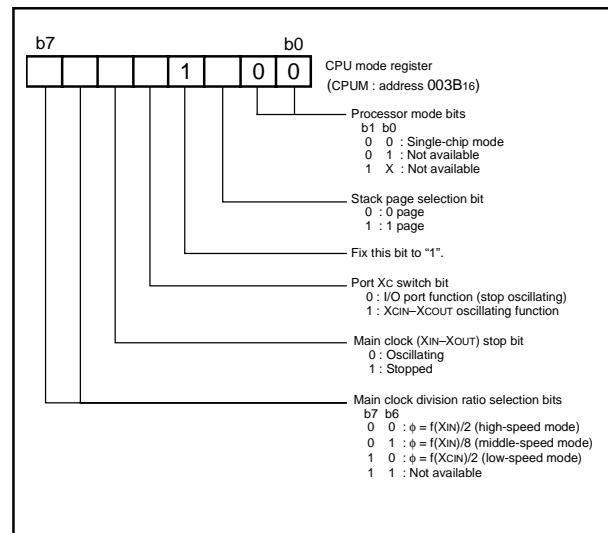 b7 b0
1 0 0
CPU mode register
(CPUM : address 003B16)
Processor mode bits
b1 b0
0 0 : Single-chip mode
0 1 : Not available
1 X : Not available
Stack page selection bit
0 : 0 page
1 : 1 page
Fix this bit to “1”.
Port XC switch bit
0 : I/O port function (stop oscillating)
1 : XCIN–XCOUT oscillating function
Main clock (XIN–XOUT) stop bit
0 : Oscillating
1 : Stopped
Main clock division ratio selection bits
b7 b6
0 0 : φ = f(XIN)/2 (high-speed mode)
0 1 : φ = f(XIN)/8 (middle-speed mode)
1 0 : φ = f(XCIN)/2 (low-speed mode)
1 1 : Not available